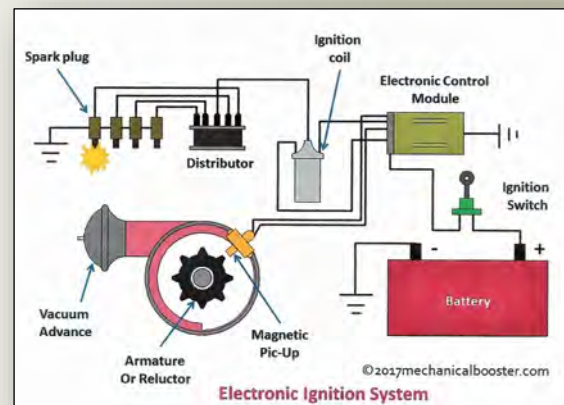 Ignition
coil
Spark plug
Electronic Control
Module
Distributor
Ignition
Switch
-
+
Battery
Vacuum
Advance
Armature
Or Reluctor
Magnetic
Pic-Up
©2017mechanicalbooster.com
Electronic Ignition System